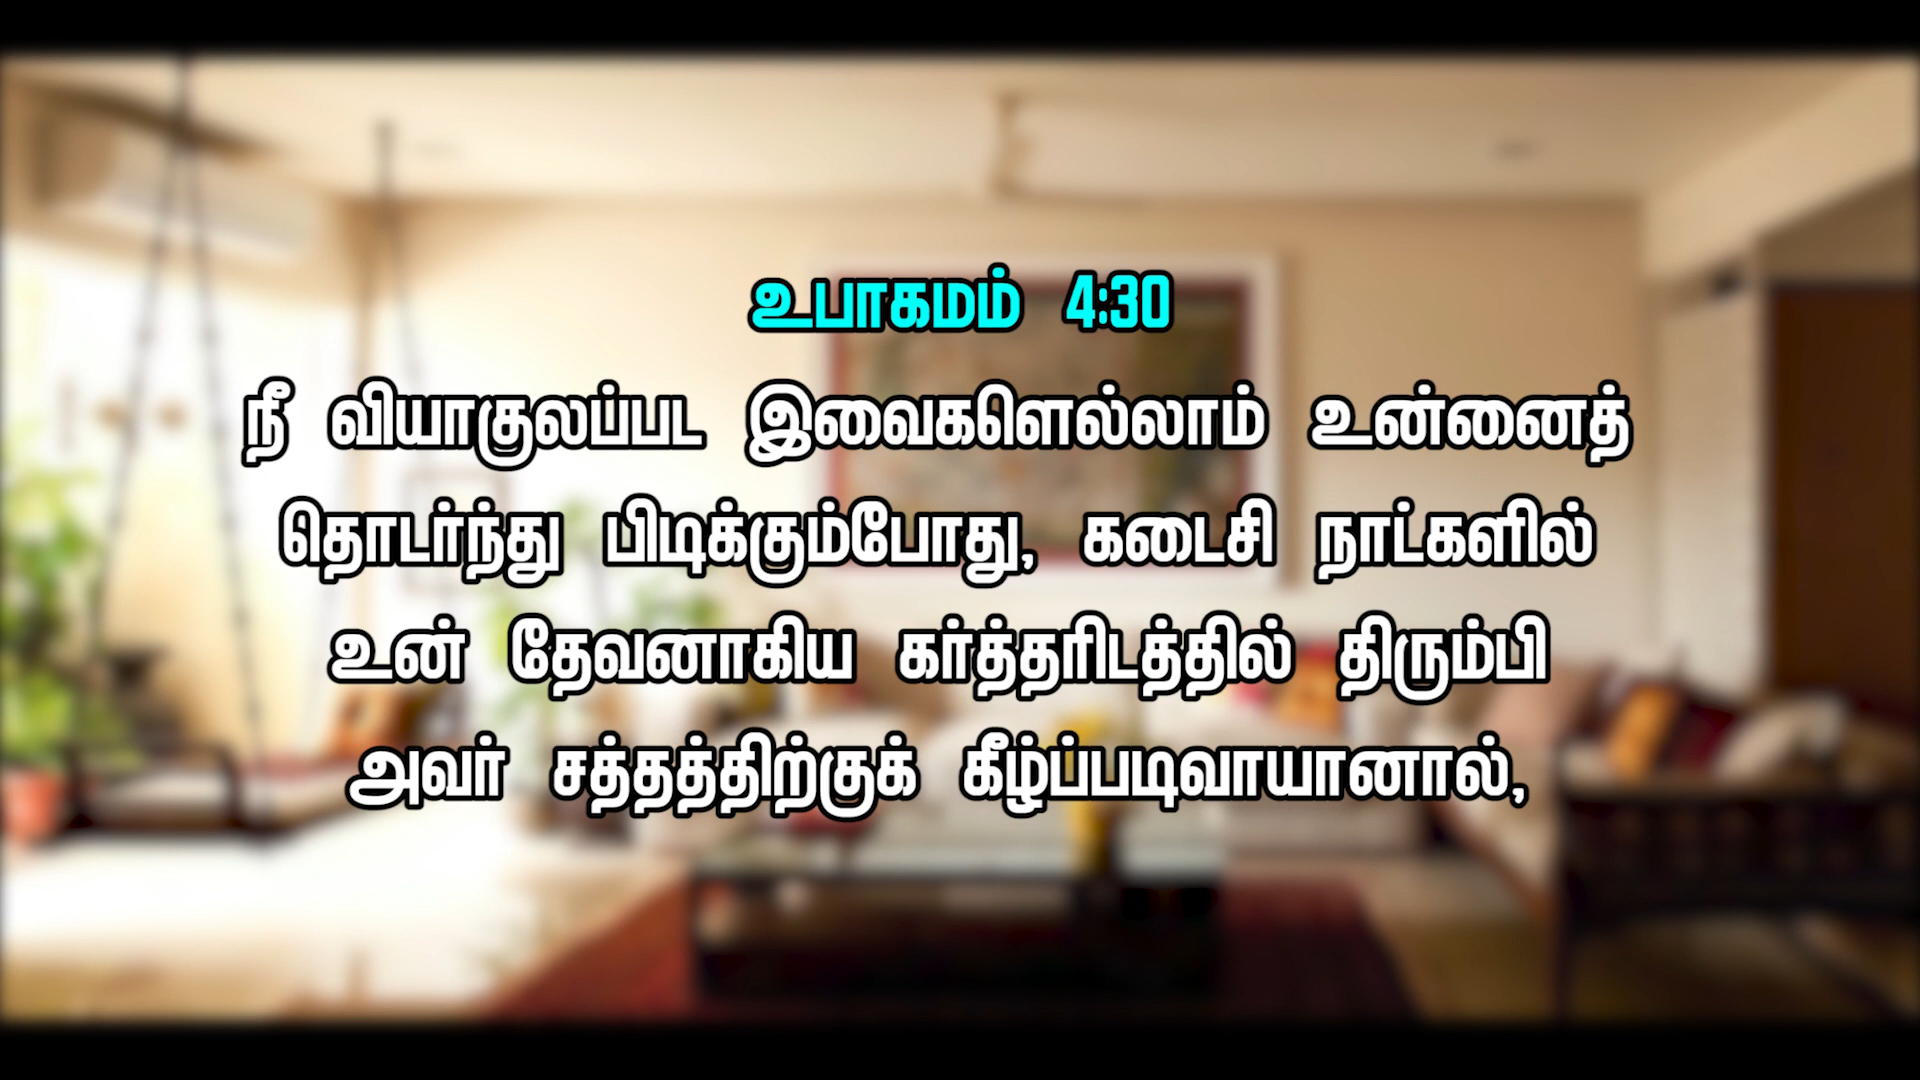 உபாகமம் 4:30
நீ வியாகுலப்பட இவைகளெல்லாம் உன்னைத்
தொடர்ந்து பிடிக்கும்போது, கடைசி நாட்களில்
உன் தேவனாகிய கர்த்தரிடத்தில் திரும்பி
அவர் சத்தத்திற்குக் கீழ்ப்படிவாயானால்,